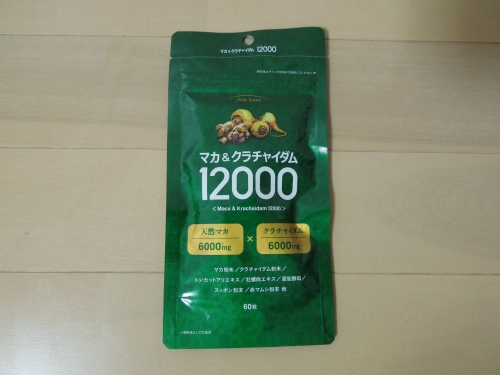 マカ&クラチャイダム 12000
マカ&クラチャイダム
12000
< Maca & Krachaidam 12000 >
天然マカ
6000mg
×
クラチャイダム
6000mg
マカ粉末/クラチャイダム粉末/
トンカットアリエキス/牡蠣肉エキス/亜鉛酵母/
スッポン粉末/赤マムシ粉末 他
60粒